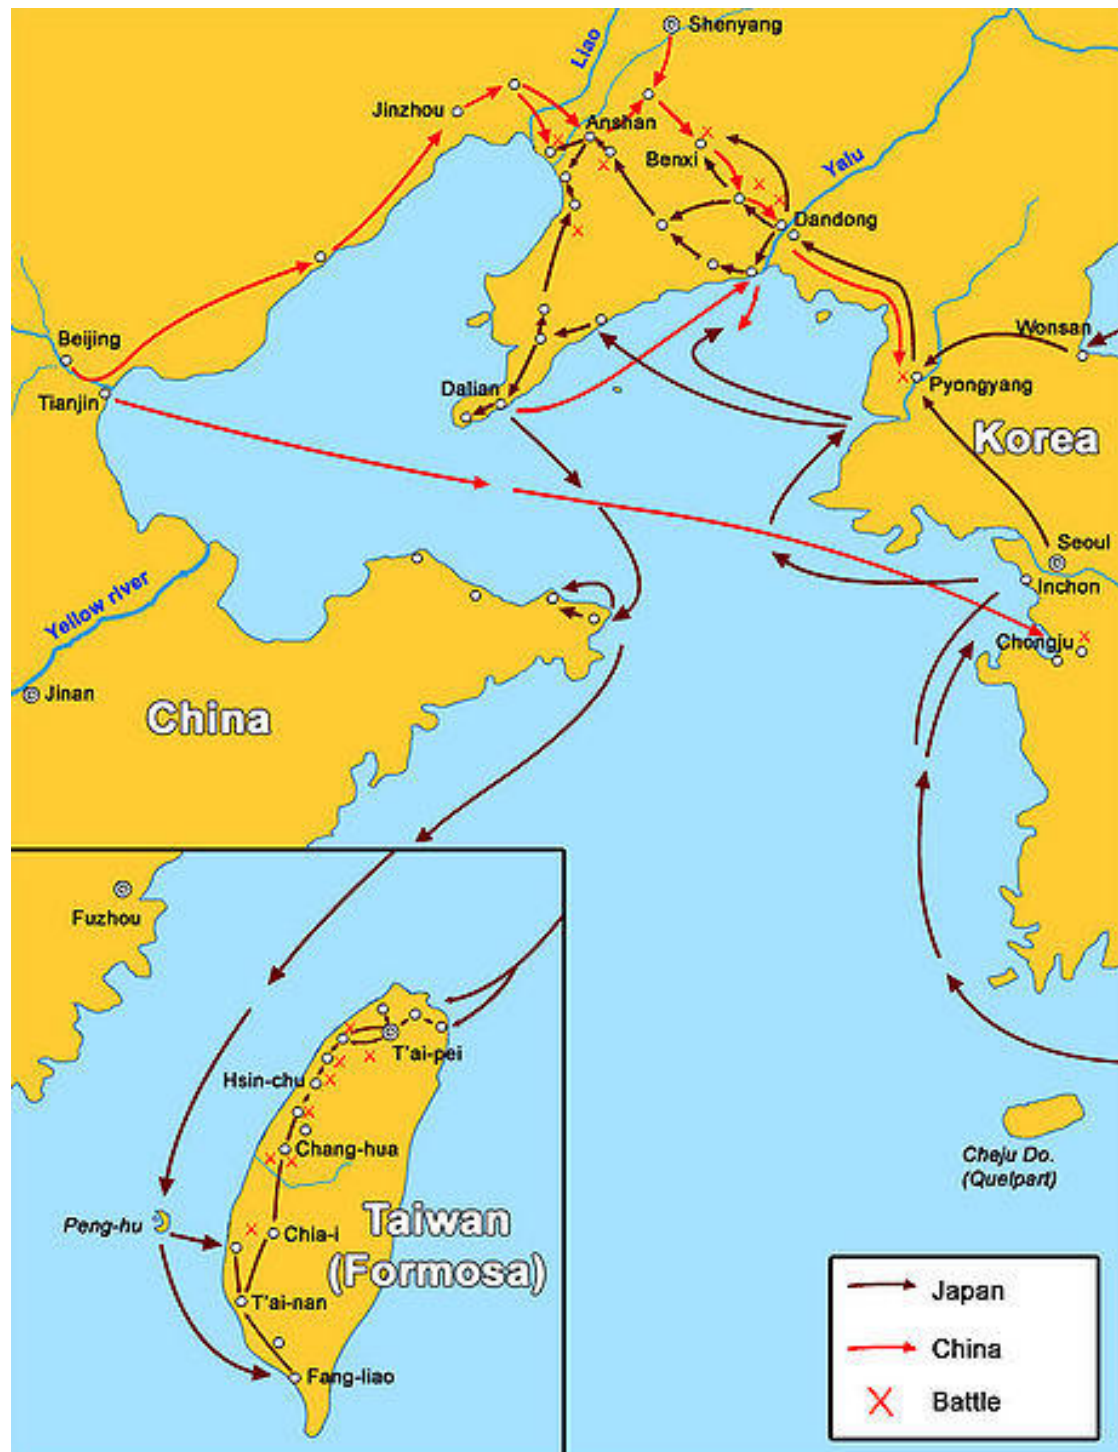 Shenyang
Liao
Jinzhou
Anshan
Benxi
Yalu
Dandong
Beijing
Tianjin
Dalian
Wonsan
Pyongyang
Korea
Seoul
Inchon
Chongju
Yellow river
Jinan
China
Fuzhou
T'ai-pei
Hsin-chu
Chang-hua
Peng-hu
Chia-i
Taiwan
(Formosa)
T'ai-nan
Fang-liao
Cheju Do.
(Quelpart)
Japan
China
Battle